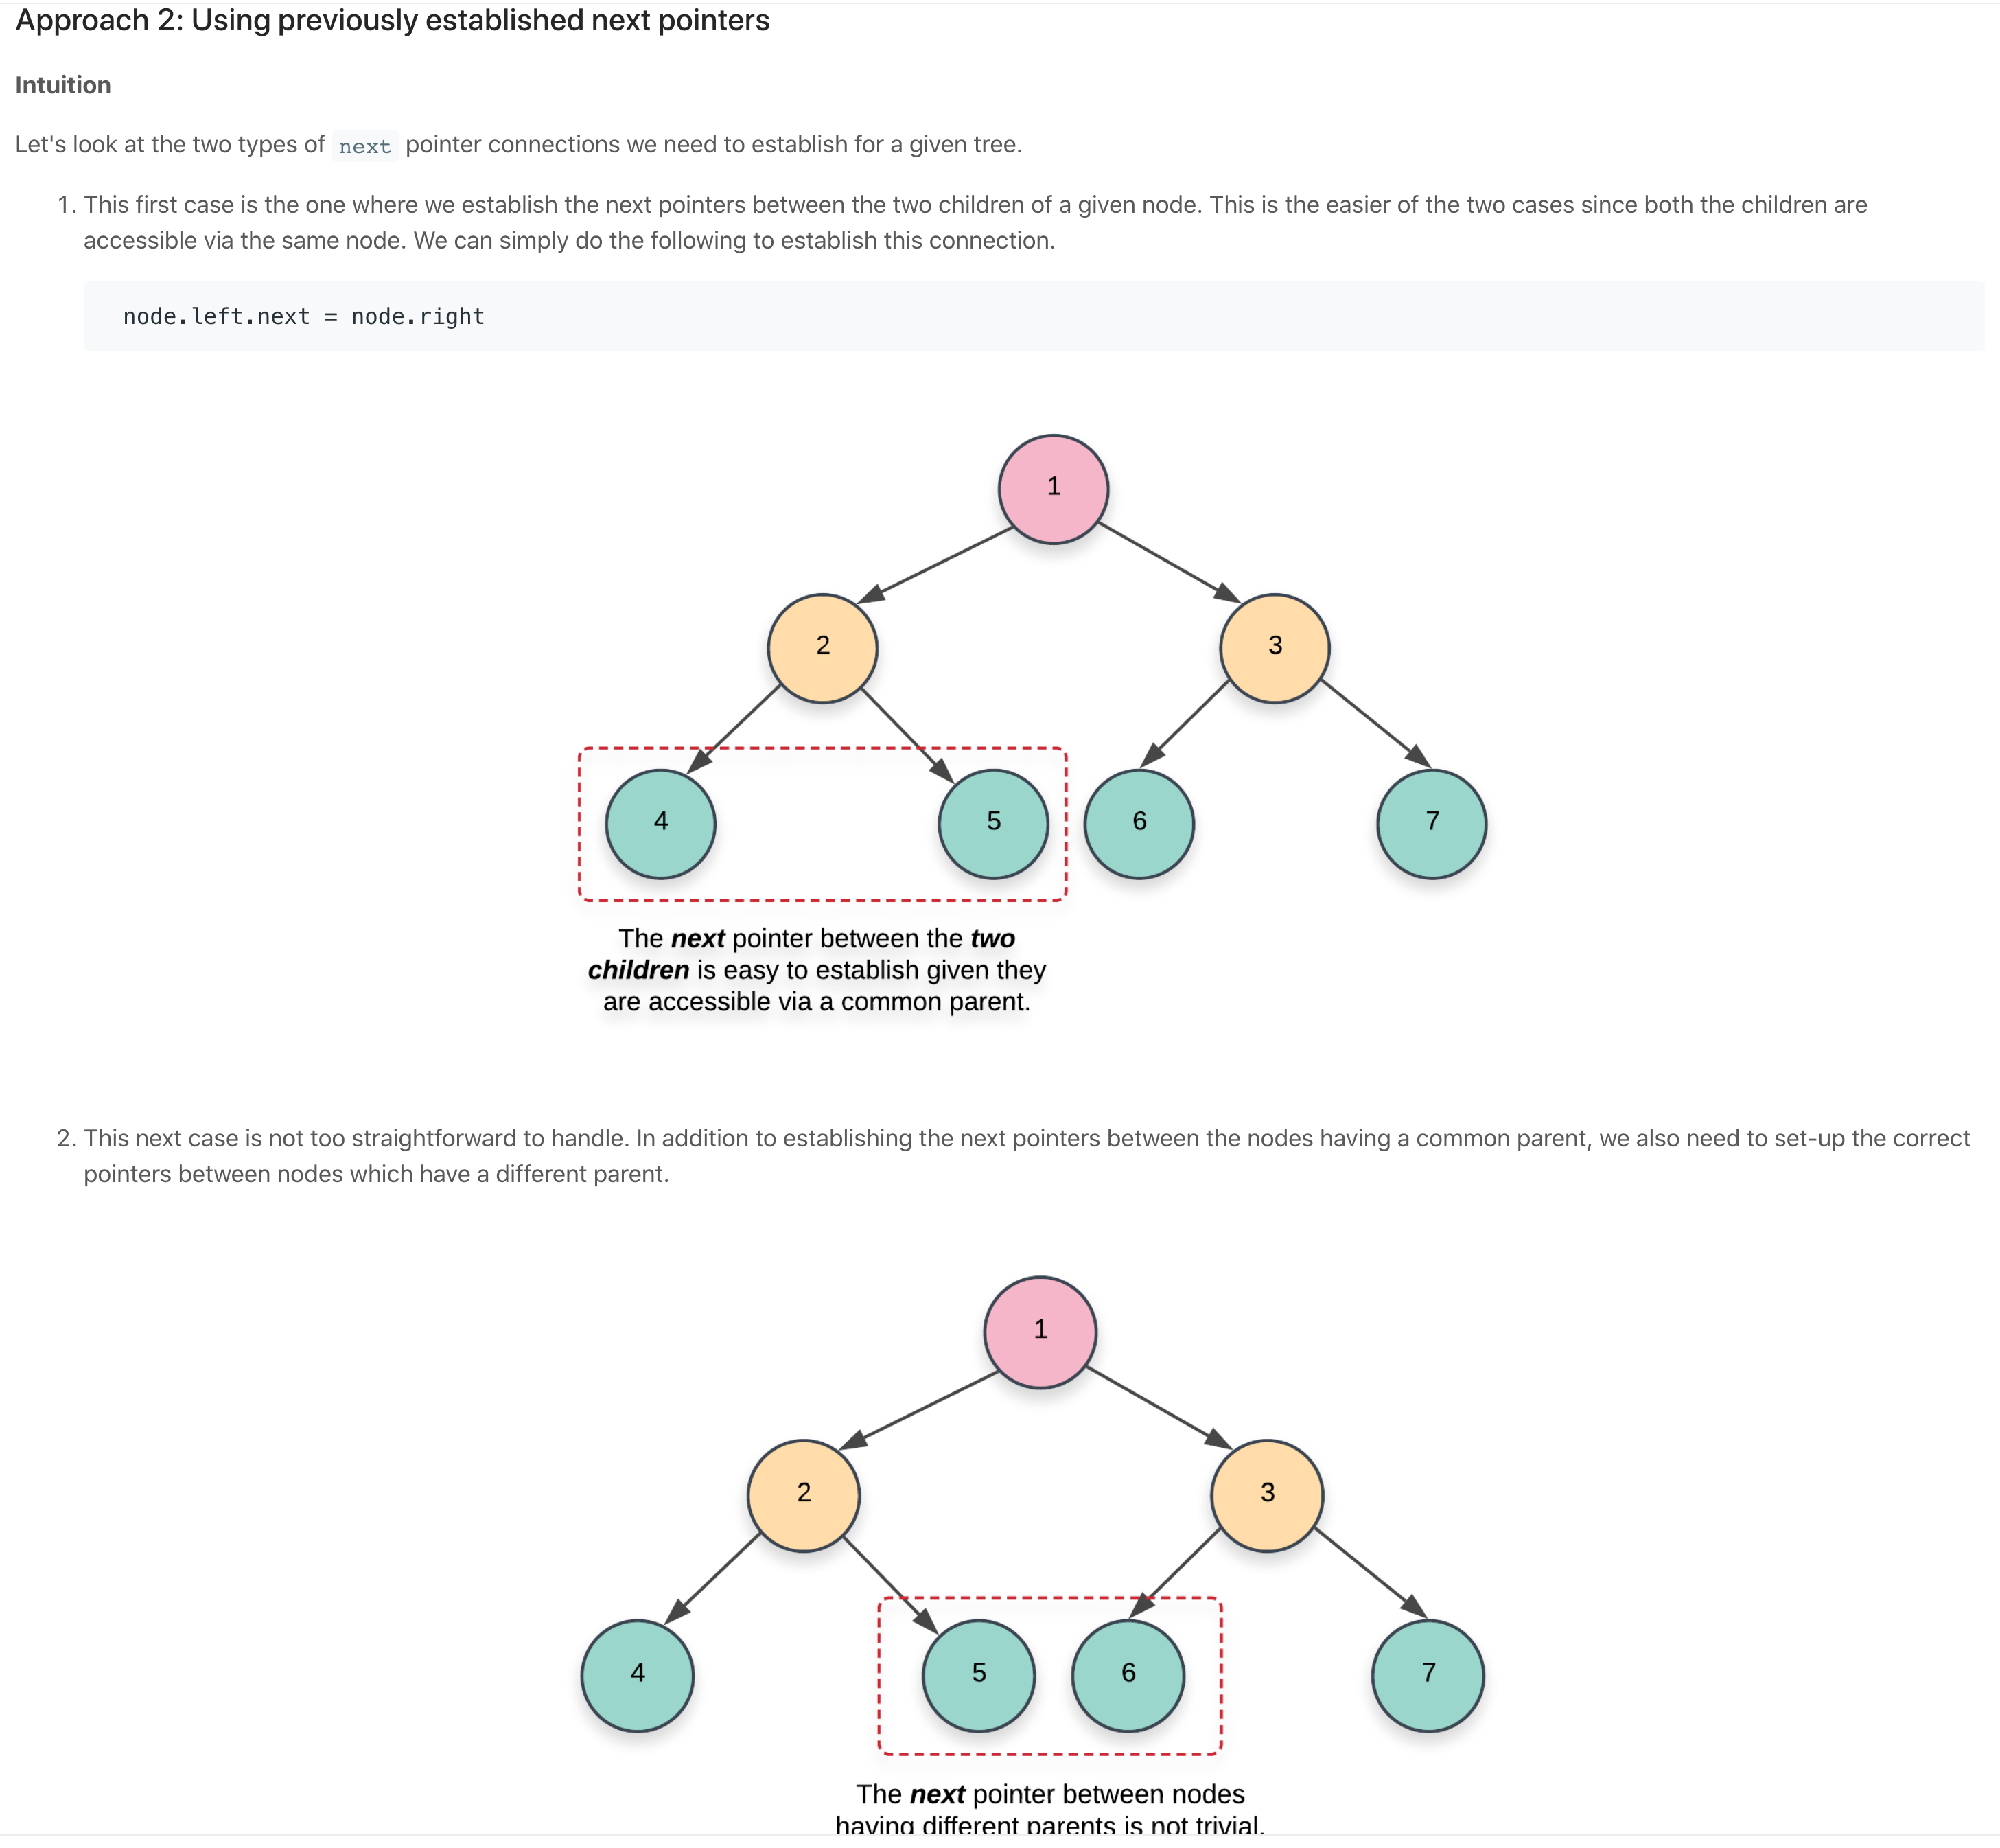 Approach 2: Using previously established next pointers
Intuition
Let's look at the two types of next pointer connections we need to establish for a given tree.
1. This first case is the one where we establish the next pointers between the two children of a given node. This is the easier of the two cases since both the children are
accessible via the same node. We can simply do the following to establish this connection.
node.left.next = node.right
1
2 3
4 5 6 7
The next pointer between the two
children is easy to establish given they
are accessible via a common parent.
2. This next case is not too straightforward to handle. In addition to establishing the next pointers between the nodes having a common parent, we also need to set-up the correct
pointers between nodes which have a different parent.
1
2 3
4 5 6 7
The next pointer between nodes
having different parents is not trivial.